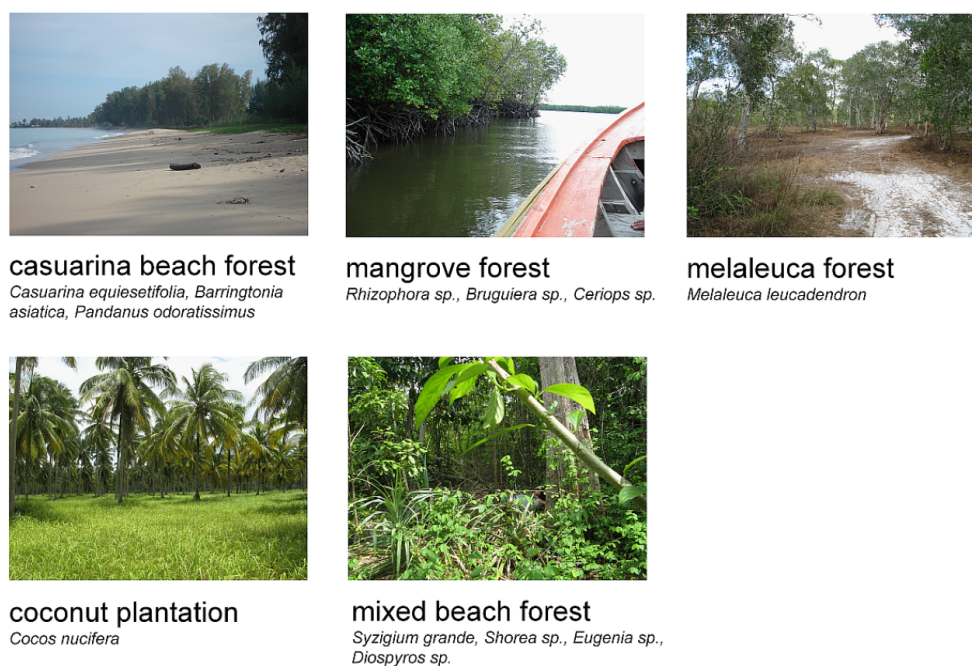 casuarina beach forest
Casuarina equiesetifolia, Barringtonia
asiatica, Pandanus odoratissimus
mangrove forest
Rhizophora sp., Bruguiera sp., Ceriops sp.
melaleuca forest
Melaleuca leucadendron
coconut plantation
Cocos nucifera
mixed beach forest
Syzigium grande, Shorea sp., Eugenia sp.,
Diospyros sp.